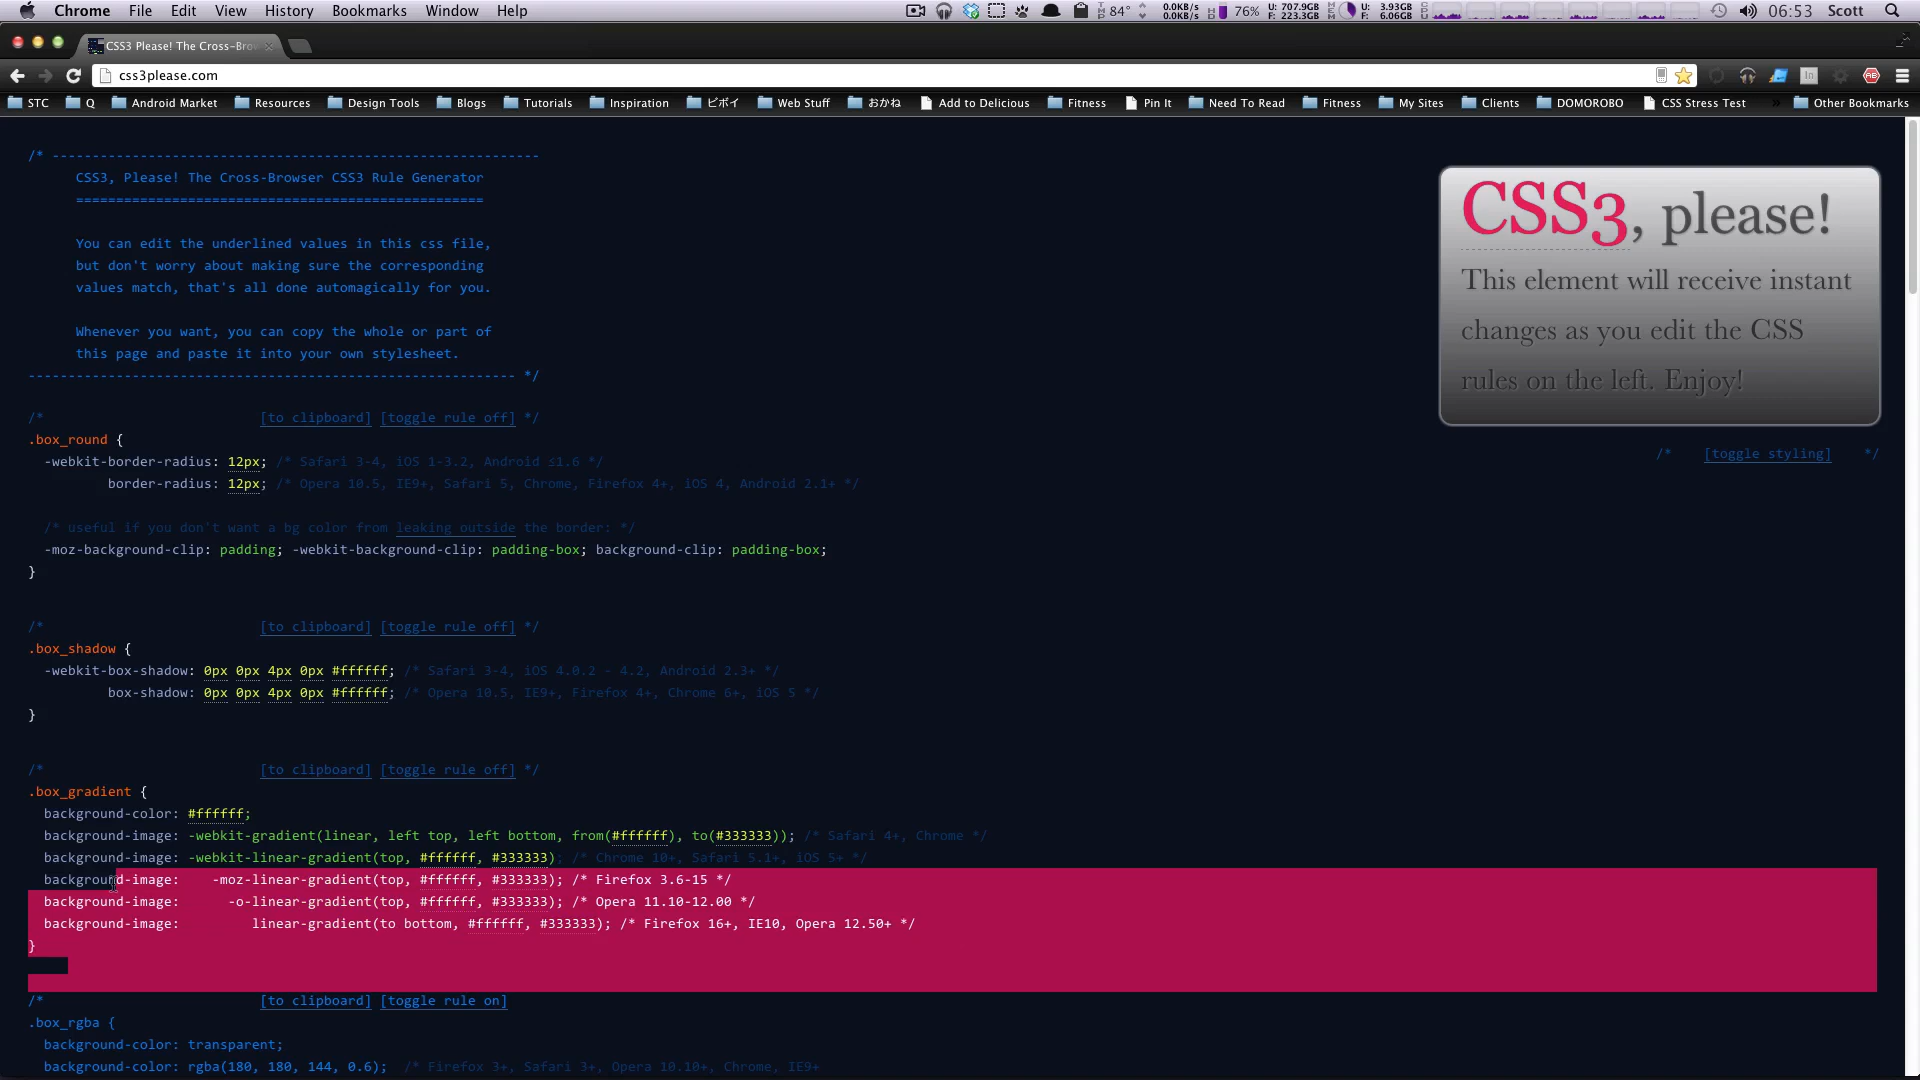 Chrome File Edit View History Bookmarks Window Help
84° 0.0KB/s 0.0KB/s 76% U: 707.9GB F: 223.3GB U: 3.93GB F: 6.06GB 06:53 Scott
CSS3 Please! The Cross-Brow
css3please.com
STC Q Android Market Resources Design Tools Blogs Tutorials Inspiration ビボイ Web Stuff おかね Add to Delicious Fitness Pin It Need To Read Fitness My Sites Clients DOMOROBO CSS Stress Test » Other Bookmarks
/* ----------------------------------------------------------
CSS3, Please! The Cross-Browser CSS3 Rule Generator
===================================================
You can edit the underlined values in this css file,
but don't worry about making sure the corresponding
values match, that's all done automagically for you.
Whenever you want, you can copy the whole or part of
this page and paste it into your own stylesheet.
---------------------------------------------------------- */
/* [to clipboard] [toggle rule off] */
.box_round {
-webkit-border-radius: 12px; /* Safari 3-4, iOS 1-3.2, Android ≤1.6 */
border-radius: 12px; /* Opera 10.5, IE9+, Safari 5, Chrome, Firefox 4+, iOS 4, Android 2.1+ */
/* useful if you don't want a bg color from leaking outside the border: */
-moz-background-clip: padding; -webkit-background-clip: padding-box; background-clip: padding-box;
}
/* [to clipboard] [toggle rule off] */
.box_shadow {
-webkit-box-shadow: 0px 0px 4px 0px #ffffff; /* Safari 3-4, iOS 4.0.2 - 4.2, Android 2.3+ */
box-shadow: 0px 0px 4px 0px #ffffff; /* Opera 10.5, IE9+, Firefox 4+, Chrome 6+, iOS 5 */
}
/* [to clipboard] [toggle rule off] */
.box_gradient {
background-color: #ffffff;
background-image: -webkit-gradient(linear, left top, left bottom, from(#ffffff), to(#333333)); /* Safari 4+, Chrome */
background-image: -webkit-linear-gradient(top, #ffffff, #333333); /* Chrome 10+, Safari 5.1+, iOS 5+ */
background-image: -moz-linear-gradient(top, #ffffff, #333333); /* Firefox 3.6-15 */
background-image: -o-linear-gradient(top, #ffffff, #333333); /* Opera 11.10-12.00 */
background-image: linear-gradient(to bottom, #ffffff, #333333); /* Firefox 16+, IE10, Opera 12.50+ */
}
/* [to clipboard] [toggle rule on]
.box_rgba {
background-color: transparent;
background-color: rgba(180, 180, 144, 0.6); /* Firefox 3+, Safari 3+, Opera 10.10+, Chrome, IE9+
CSS3, please!
This element will receive instant
changes as you edit the CSS
rules on the left. Enjoy!
/* [toggle styling] */